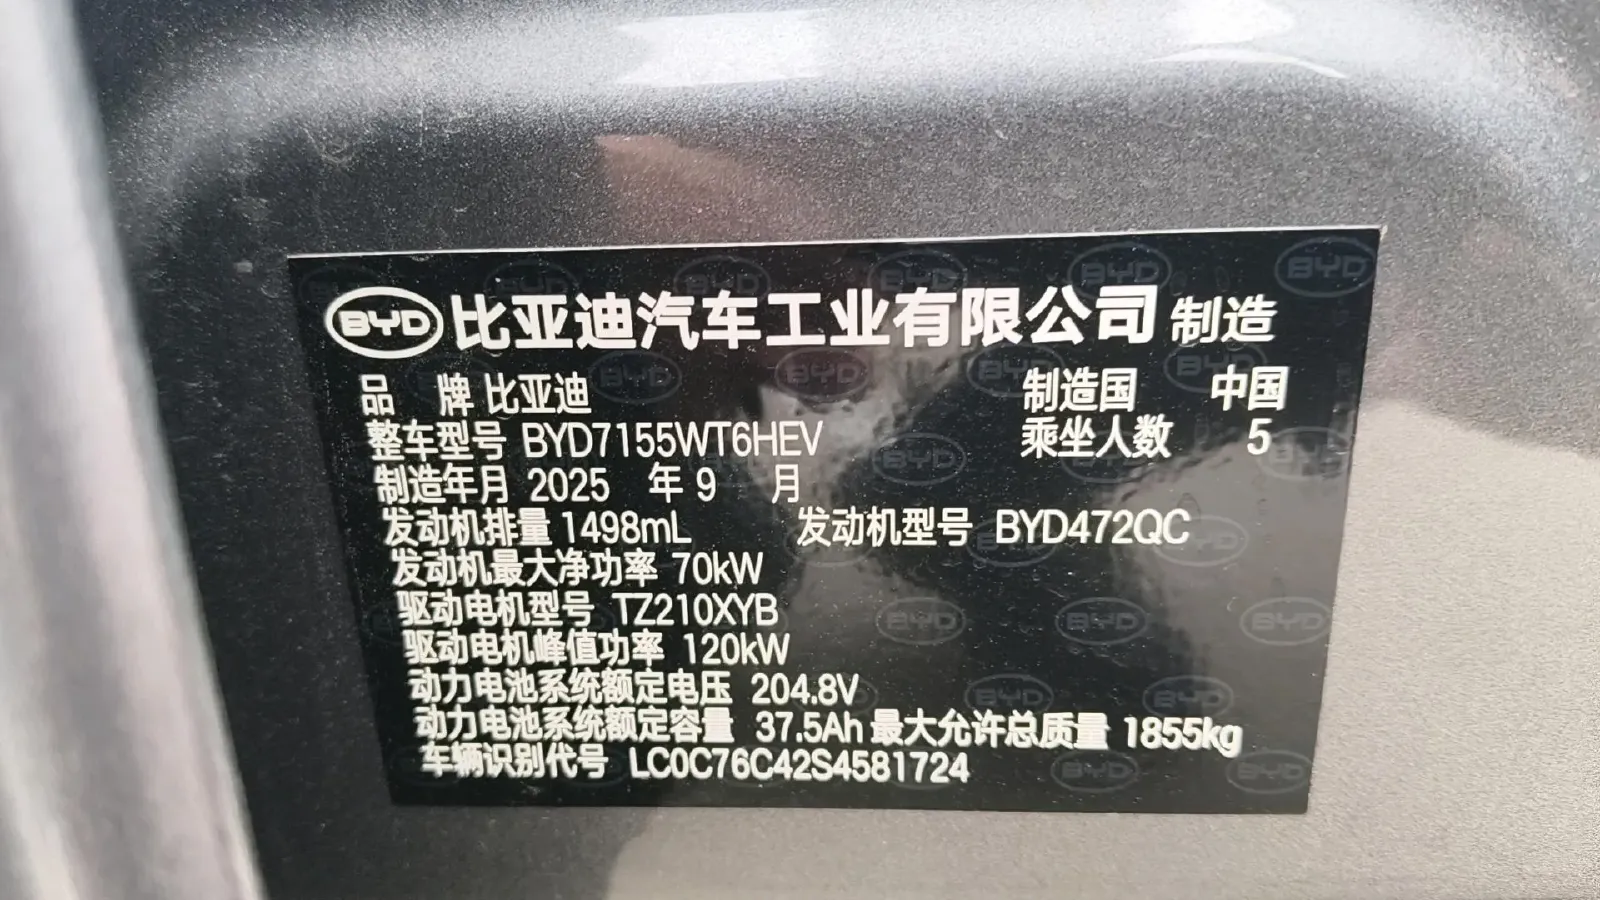 BYD 比亚迪汽车工业有限公司 制造
品 牌 比亚迪 制造国 中国
整车型号 BYD7155WT6HEV 乘坐人数 5
制造年月 2025 年 9 月
发动机排量 1498mL 发动机型号 BYD472QC
发动机最大净功率 70kW
驱动电机型号 TZ210XYB
驱动电机峰值功率 120kW
动力电池系统额定电压 204.8V
动力电池系统额定容量 37.5Ah 最大允许总质量 1855kg
车辆识别代号 LC0C76C42S4581724